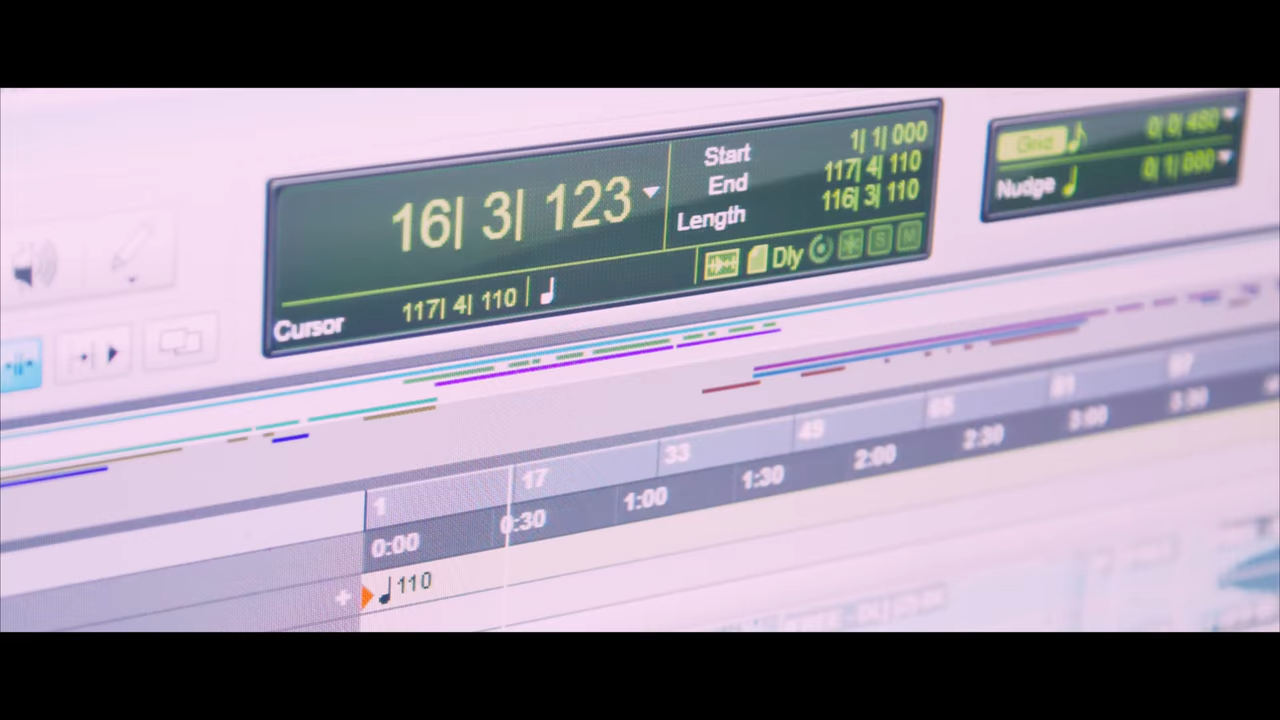 16| 3| 123
Start 1| 1| 000
End 117| 4| 110
Length 116| 3| 110
Cursor 117| 4| 110
Dly S M
Grid 0| 0| 480
Nudge 0| 1| 000
1 17 33 49 65 81 97
0:00 0:30 1:00 1:30 2:00 2:30 3:00 3:30
+ 110